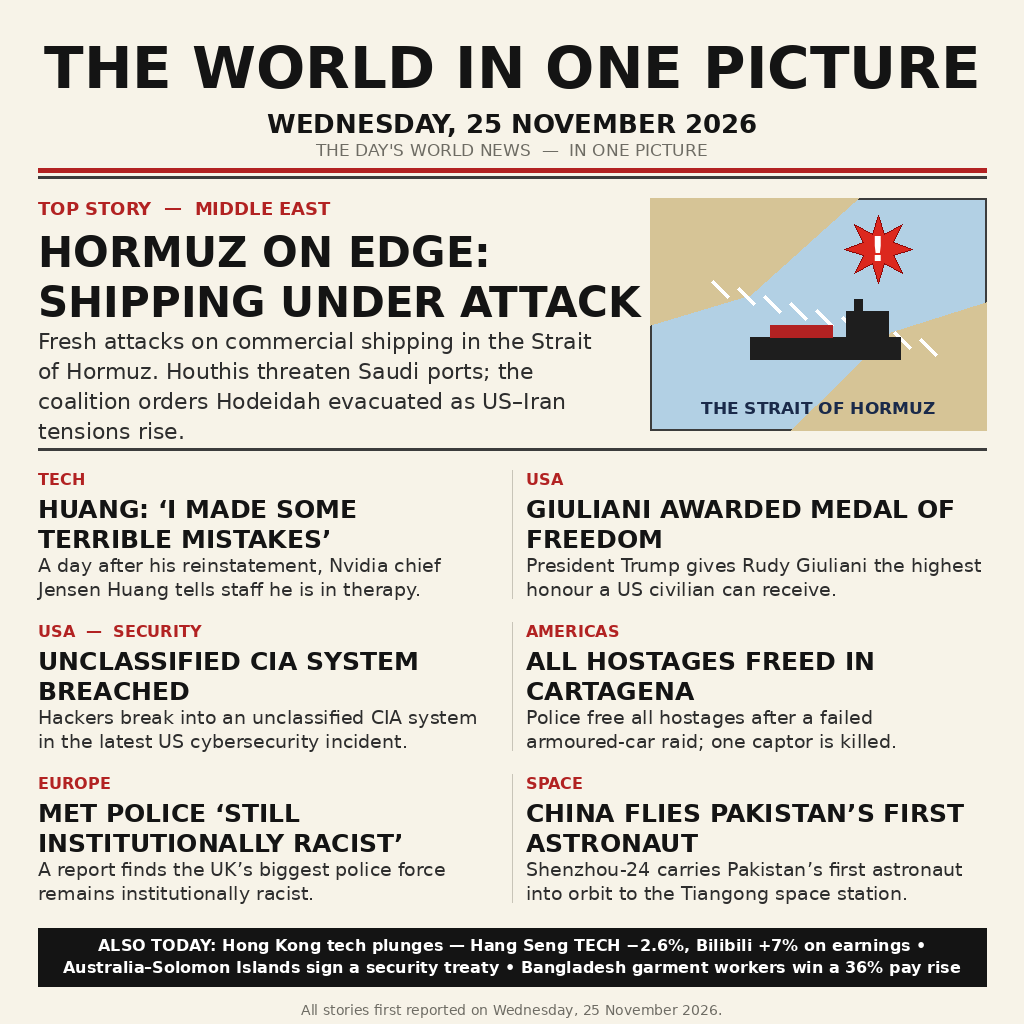 THE WORLD IN ONE PICTURE
WEDNESDAY, 25 NOVEMBER 2026
THE DAY'S WORLD NEWS — IN ONE PICTURE
TOP STORY — MIDDLE EAST
HORMUZ ON EDGE:
SHIPPING UNDER ATTACK
Fresh attacks on commercial shipping in the Strait
of Hormuz. Houthis threaten Saudi ports; the
coalition orders Hodeidah evacuated as US–Iran
tensions rise.
!
THE STRAIT OF HORMUZ
TECH
HUANG: ‘I MADE SOME
TERRIBLE MISTAKES’
A day after his reinstatement, Nvidia chief
Jensen Huang tells staff he is in therapy.
USA
GIULIANI AWARDED MEDAL OF
FREEDOM
President Trump gives Rudy Giuliani the highest
honour a US civilian can receive.
USA — SECURITY
UNCLASSIFIED CIA SYSTEM
BREACHED
Hackers break into an unclassified CIA system
in the latest US cybersecurity incident.
AMERICAS
ALL HOSTAGES FREED IN
CARTAGENA
Police free all hostages after a failed
armoured-car raid; one captor is killed.
EUROPE
MET POLICE ‘STILL
INSTITUTIONALLY RACIST’
A report finds the UK’s biggest police force
remains institutionally racist.
SPACE
CHINA FLIES PAKISTAN’S FIRST
ASTRONAUT
Shenzhou-24 carries Pakistan’s first astronaut
into orbit to the Tiangong space station.
ALSO TODAY: Hong Kong tech plunges — Hang Seng TECH −2.6%, Bilibili +7% on earnings •
Australia–Solomon Islands sign a security treaty • Bangladesh garment workers win a 36% pay rise
All stories first reported on Wednesday, 25 November 2026.